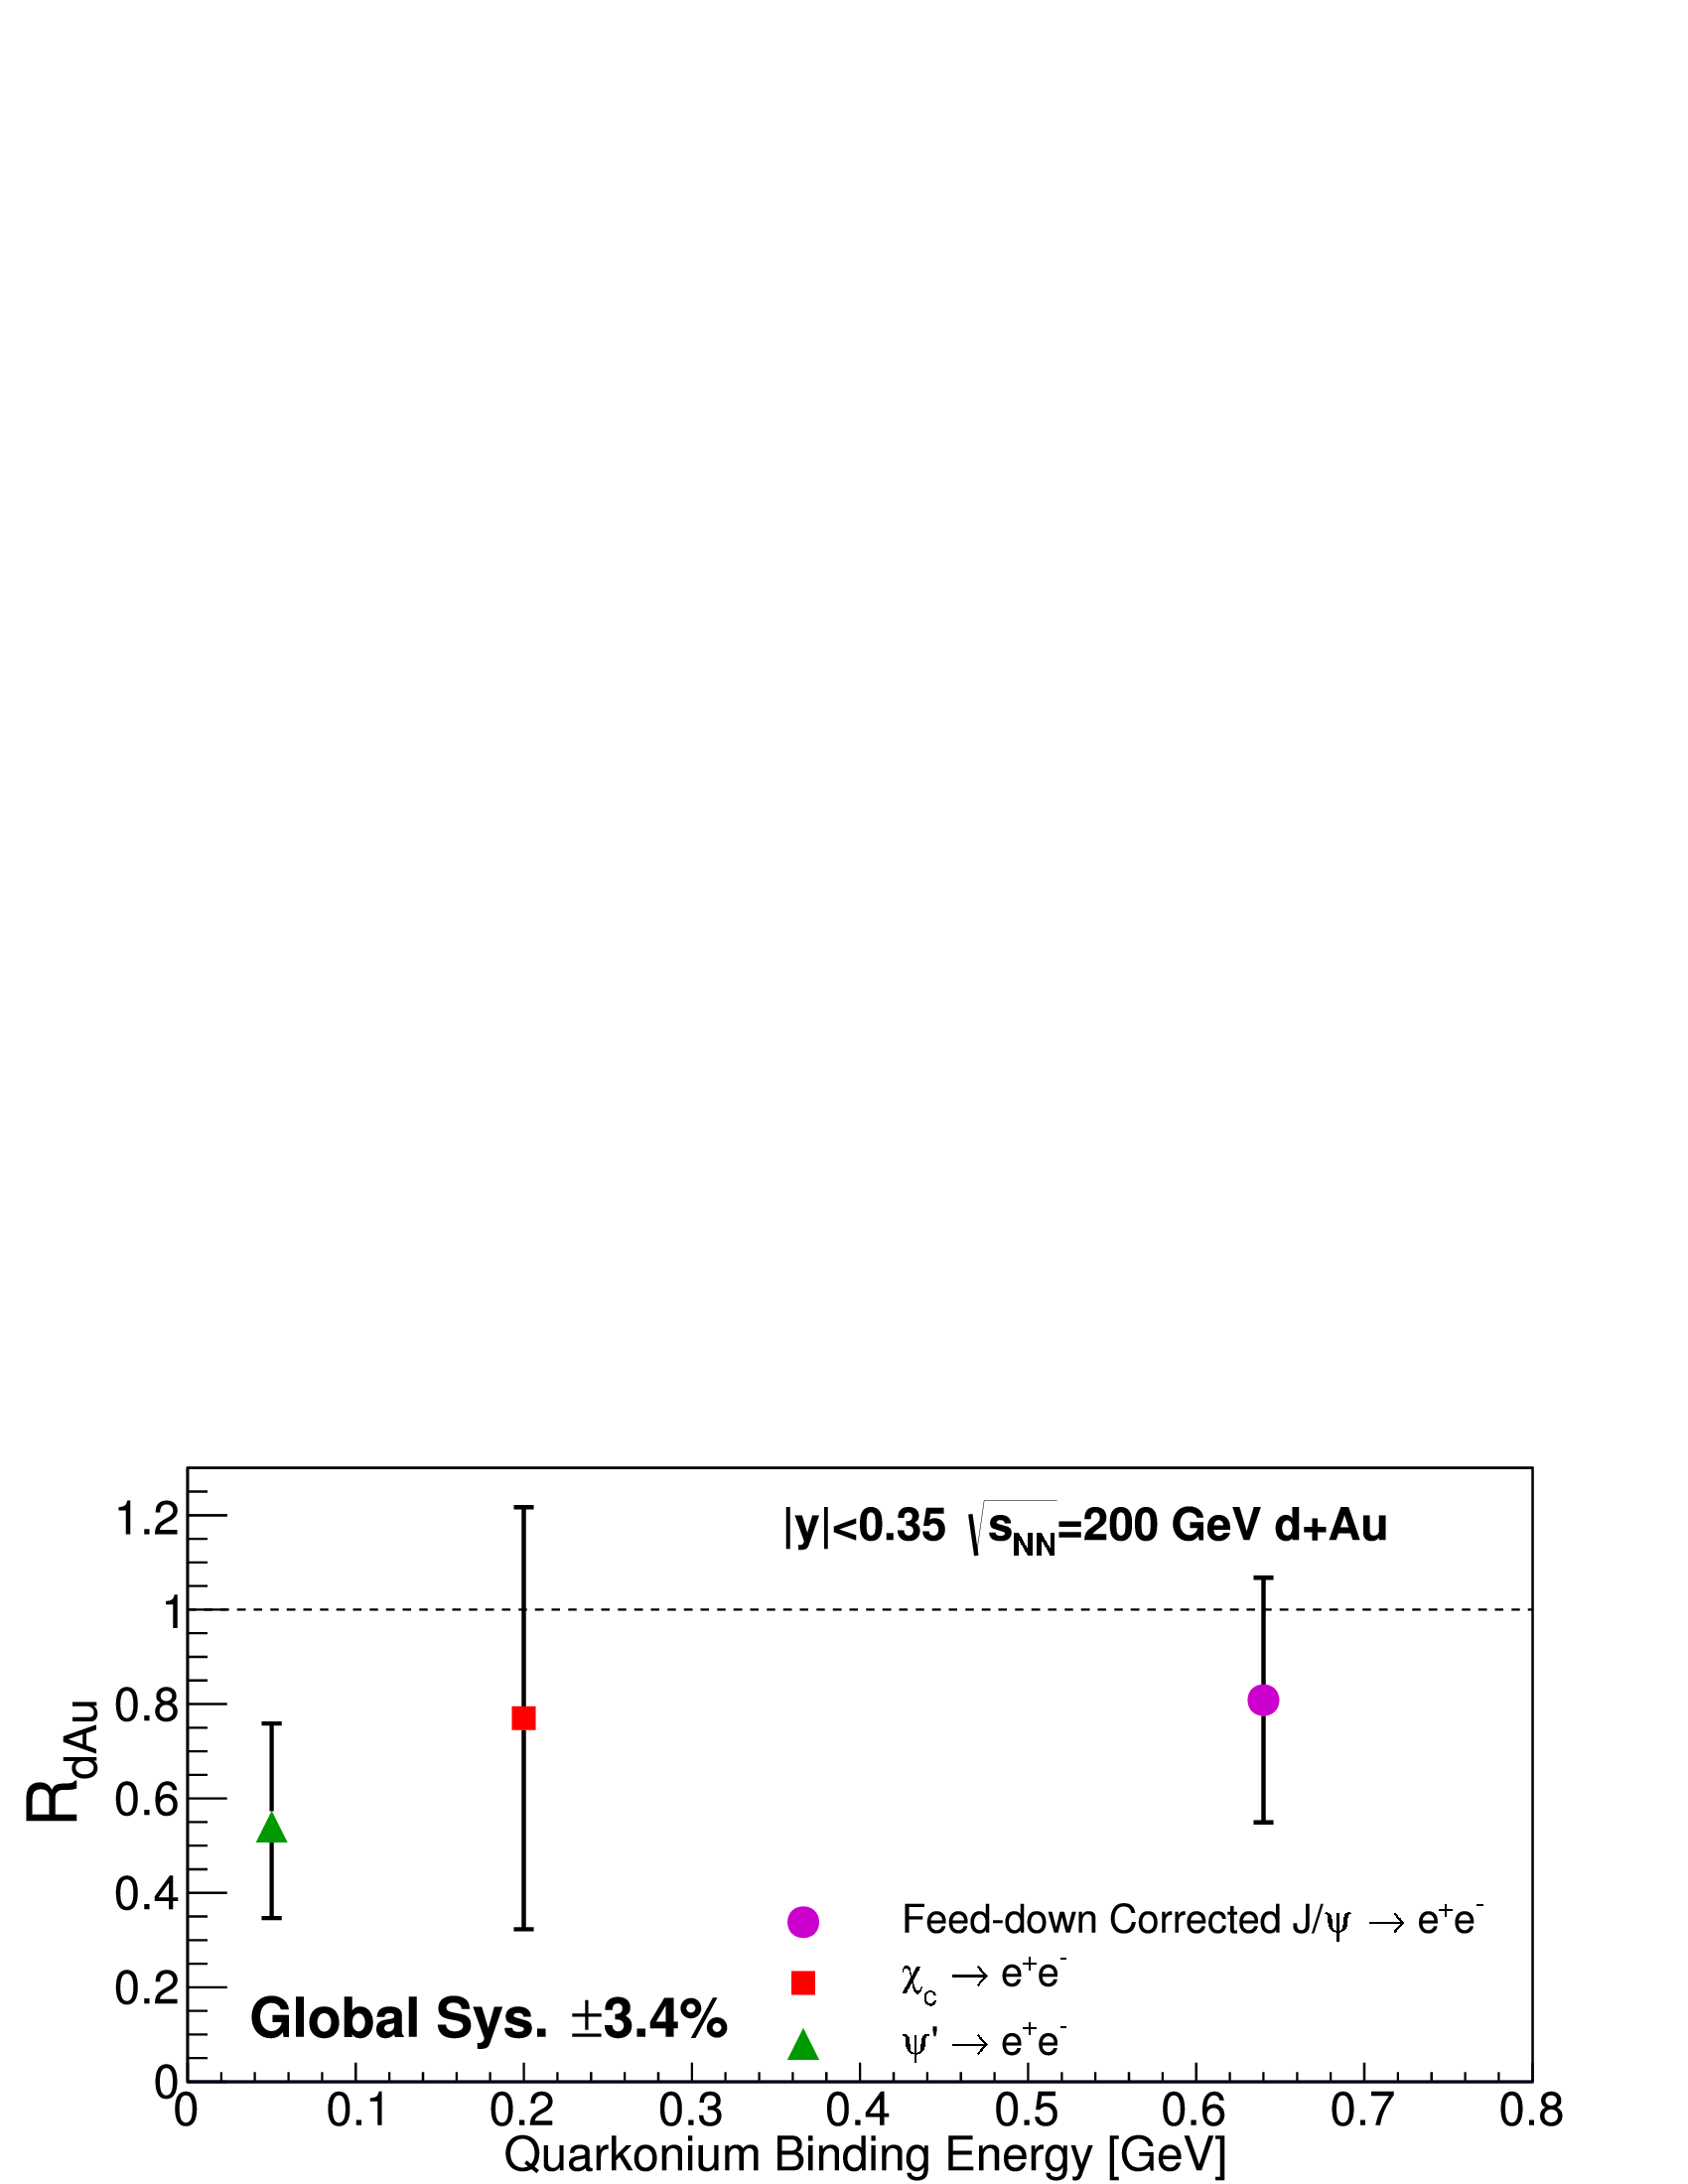 |y|<0.35 √sNN=200 GeV d+Au
1.2
1
0.8
0.6
0.4
0.2
0
RdAu
Feed-down Corrected J/ψ → e+e-
χc → e+e-
ψ' → e+e-
Global Sys. ±3.4%
0 0.1 0.2 0.3 0.4 0.5 0.6 0.7 0.8
Quarkonium Binding Energy [GeV]